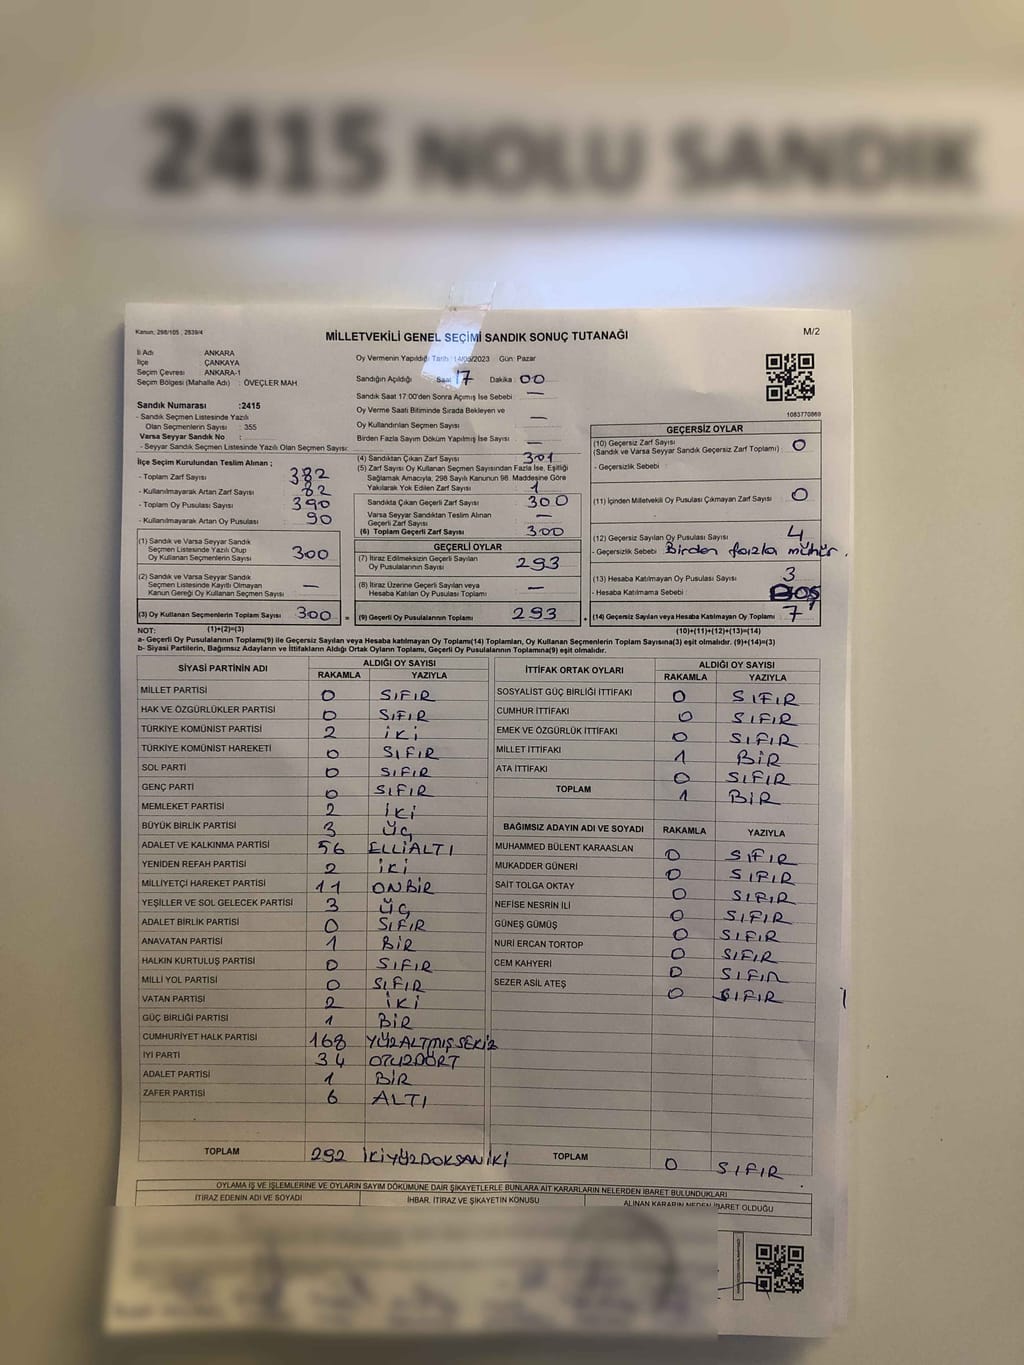 2415 NOLU SANDIK
Kanun; 298/105 , 2839/4
MİLLETVEKİLİ GENEL SEÇİMİ SANDIK SONUÇ TUTANAĞI
M/2
İl Adı ANKARA
İlçe ÇANKAYA
Seçim Çevresi ANKARA-1
Seçim Bölgesi (Mahalle Adı) : ÖVEÇLER MAH
Oy Vermenin Yapıldığı Tarih : 14/05/2023 Gün: Pazar
Sandığın Açıldığı Saat 17 Dakika : 00
Sandık Saat 17:00'den Sonra Açımış İse Sebebi : —
Oy Verme Saati Bitiminde Sırada Bekleyen ve
Oy Kullandırılan Seçmen Sayısı —
Birden Fazla Sayım Döküm Yapılmış İse Sayısı —
1083770869
Sandık Numarası :2415
- Sandık Seçmen Listesinde Yazılı
Olan Seçmenlerin Sayısı : 355
Varsa Seyyar Sandık No :
- Seyyar Sandık Seçmen Listesinde Yazılı Olan Seçmen Sayısı:
İlçe Seçim Kurulundan Teslim Alınan ;
- Toplam Zarf Sayısı 382
- Kullanılmayarak Artan Zarf Sayısı : 82
- Toplam Oy Pusulası Sayısı 390
- Kullanılmayarak Artan Oy Pusulası : 90
(1) Sandık ve Varsa Seyyar Sandık
Seçmen Listesinde Yazılı Olup
Oy Kullanan Seçmenlerin Sayısı 300
(2) Sandık ve Varsa Seyyar Sandık
Seçmen Listesinde Kayıtlı Olmayan
Kanun Gereği Oy Kullanan Seçmenler —
(3) Oy Kullanan Seçmenlerin Toplam Sayısı 300 =
(4) Sandıktan Çıkan Zarf Sayısı 301
(5) Zarf Sayısı Oy Kullanan Seçmen Sayısından Fazla İse, Eşitliği
Sağlamak Amacıyla; 298 Sayılı Kanunun 98. Maddesine Göre
Yakılarak Yok Edilen Zarf Sayısı : 1
Sandıkta Çıkan Geçerli Zarf Sayısı : 300
Varsa Seyyar Sandıktan Teslim Alınan
Geçerli Zarf Sayısı —
(6) Toplam Geçerli Zarf Sayısı 300
GEÇERLİ OYLAR
(7) İtiraz Edilmeksizin Geçerli Sayılan
Oy Pusulalarının Sayısı 293
(8) İtiraz Üzerine Geçerli Sayılan veya
Hesaba Katılan Oy Pusulası Toplamı —
(9) Geçerli Oy Pusulalarının Toplamı 293
GEÇERSİZ OYLAR
(10) Geçersiz Zarf Sayısı
(Sandık ve Varsa Seyyar Sandık Geçersiz Zarf Toplamı) : 0
- Geçersizlik Sebebi :
(11) İçinden Milletvekili Oy Pusulası Çıkmayan Zarf Sayısı : 0
(12) Geçersiz Sayılan Oy Pusulası Sayısı 4
- Geçersizlik Sebebi Birden fazla mühür.
(13) Hesaba Katılmayan Oy Pusulası Sayısı 3
- Hesaba Katılmama Sebebi : BOŞ
(14) Geçersiz Sayılan veya Hesaba Katılmayan Oy Toplamı 7
(1)+(2)=(3)
(10)+(11)+(12)+(13)=(14)
NOT:
a- Geçerli Oy Pusulalarının Toplamı(9) ile Geçersiz Sayılan veya Hesaba katılmayan Oy Toplamı(14) Toplamları, Oy Kullanan Seçmenlerin Toplam Sayısına(3) eşit olmalıdır. (9)+(14)=(3)
b- Siyasi Partilerin, Bağımsız Adayların ve İttifakların Aldığı Ortak Oyların Toplamı, Geçerli Oy Pusulalarının Toplamına(9) eşit olmalıdır.
SİYASİ PARTİNİN ADI ALDIĞI OY SAYISI
RAKAMLA YAZIYLA
MİLLET PARTİSİ 0 SIFIR
HAK VE ÖZGÜRLÜKLER PARTİSİ 0 SIFIR
TÜRKİYE KOMÜNİST PARTİSİ 2 İKİ
TÜRKİYE KOMÜNİST HAREKETİ 0 SIFIR
SOL PARTİ 0 SIFIR
GENÇ PARTİ 0 SIFIR
MEMLEKET PARTİSİ 2 İKİ
BÜYÜK BİRLİK PARTİSİ 3 ÜÇ
ADALET VE KALKINMA PARTİSİ 56 ELLİALTI
YENİDEN REFAH PARTİSİ 2 İKİ
MİLLİYETÇİ HAREKET PARTİSİ 11 ONBİR
YEŞİLLER VE SOL GELECEK PARTİSİ 3 ÜÇ
ADALET BİRLİK PARTİSİ 0 SIFIR
ANAVATAN PARTİSİ 1 BİR
HALKIN KURTULUŞ PARTİSİ 0 SIFIR
MİLLİ YOL PARTİSİ 0 SIFIR
VATAN PARTİSİ 2 İKİ
GÜÇ BİRLİĞİ PARTİSİ 1 BİR
CUMHURİYET HALK PARTİSİ 168 YÜZALTMIŞSEKİZ
İYİ PARTİ 34 OTUZDÖRT
ADALET PARTİSİ 1 BİR
ZAFER PARTİSİ 6 ALTI
TOPLAM 292 İKİYÜZDOKSANİKİ
İTTİFAK ORTAK OYLARI ALDIĞI OY SAYISI
RAKAMLA YAZIYLA
SOSYALİST GÜÇ BİRLİĞİ İTTİFAKI 0 SIFIR
CUMHUR İTTİFAKI 0 SIFIR
EMEK VE ÖZGÜRLÜK İTTİFAKI 0 SIFIR
MİLLET İTTİFAKI 1 BİR
ATA İTTİFAKI 0 SIFIR
TOPLAM 1 BİR
BAĞIMSIZ ADAYIN ADI VE SOYADI RAKAMLA YAZIYLA
MUHAMMED BÜLENT KARAASLAN 0 SIFIR
MUKADDER GÜNERİ 0 SIFIR
SAİT TOLGA OKTAY 0 SIFIR
NEFİSE NESRİN İLİ 0 SIFIR
GÜNEŞ GÜMÜŞ 0 SIFIR
NURİ ERCAN TORTOP 0 SIFIR
CEM KAHYERİ 0 SIFIR
SEZER ASİL ATEŞ 0 SIFIR
TOPLAM 0 SIFIR
OYLAMA İŞ VE İŞLEMLERİNE VE OYLARIN SAYIM DÖKÜMÜNE DAİR ŞİKAYETLERLE BUNLARA AİT KARARLARIN NELERDEN İBARET BULUNDUKLARI
İTİRAZ EDENİN ADI VE SOYADI İHBAR, İTİRAZ VE ŞİKAYETİN KONUSU ALINAN KARARIN NEDEN İBARET OLDUĞU